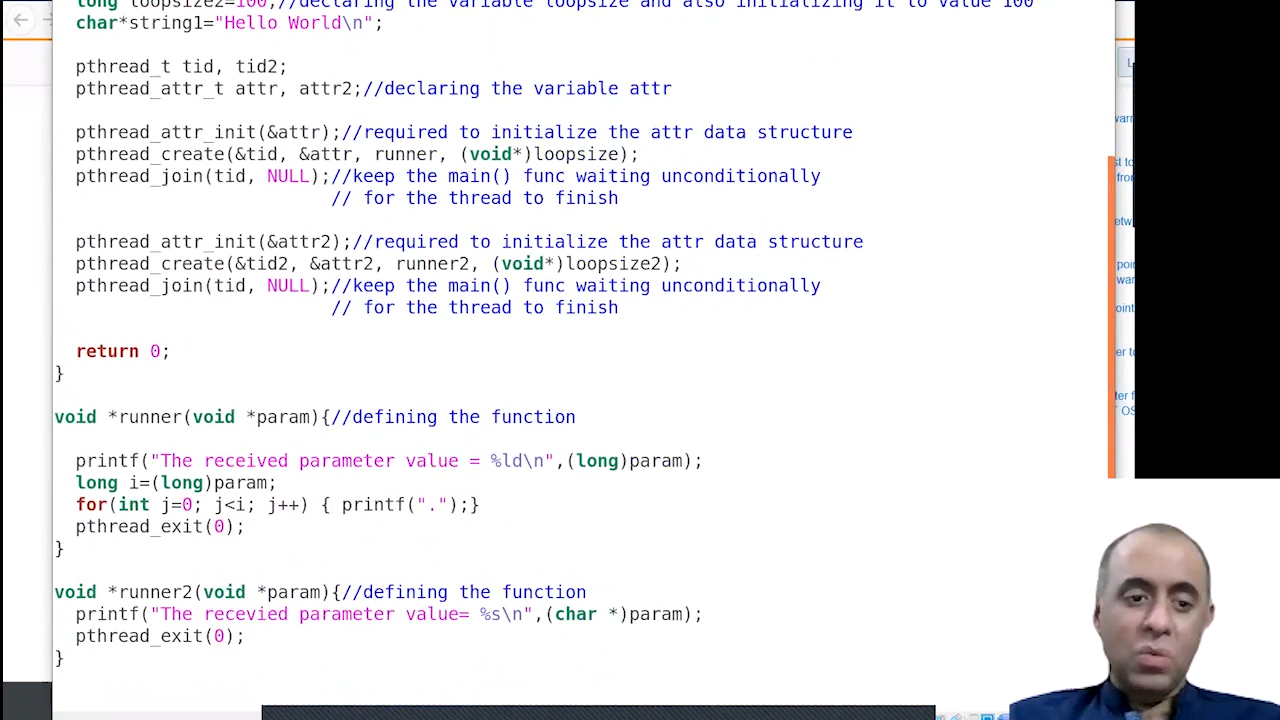 long loopsize2=100;//declaring the variable loopsize and also initializing it to value 100
char*string1="Hello World\n";
pthread_t tid, tid2;
pthread_attr_t attr, attr2;//declaring the variable attr
pthread_attr_init(&attr);//required to initialize the attr data structure
pthread_create(&tid, &attr, runner, (void*)loopsize);
pthread_join(tid, NULL);//keep the main() func waiting unconditionally
// for the thread to finish
pthread_attr_init(&attr2);//required to initialize the attr data structure
pthread_create(&tid2, &attr2, runner2, (void*)loopsize2);
pthread_join(tid, NULL);//keep the main() func waiting unconditionally
// for the thread to finish
return 0;
}
void *runner(void *param){//defining the function
printf("The received parameter value = %ld\n",(long)param);
long i=(long)param;
for(int j=0; j<i; j++) { printf(".");}
pthread_exit(0);
}
void *runner2(void *param){//defining the function
printf("The recevied parameter value= %s\n",(char *)param);
pthread_exit(0);
}